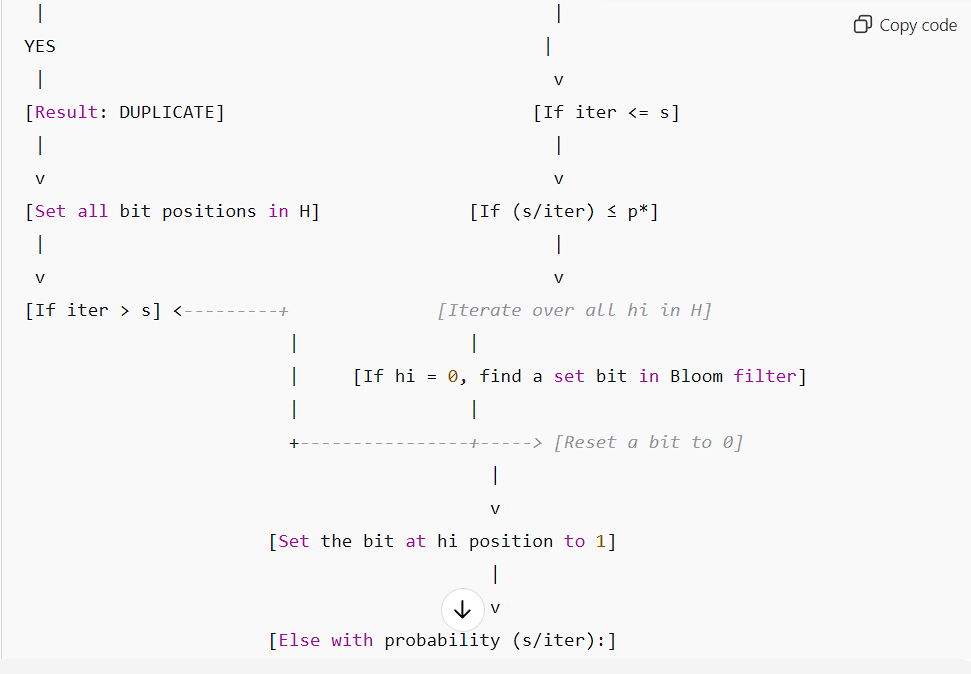 |                                                 |
Copy code
YES                                              |
|                                                 v
[Result: DUPLICATE]                             [If iter <= s]
|                                                 |
v                                                 v
[Set all bit positions in H]              [If (s/iter) ≤ p*]
|                                                 |
v                                                 v
[If iter > s] <---------+              [Iterate over all hi in H]
|                |
|     [If hi = 0, find a set bit in Bloom filter]
|                |
+----------------+-----> [Reset a bit to 0]
|
v
[Set the bit at hi position to 1]
|
v
[Else with probability (s/iter):]